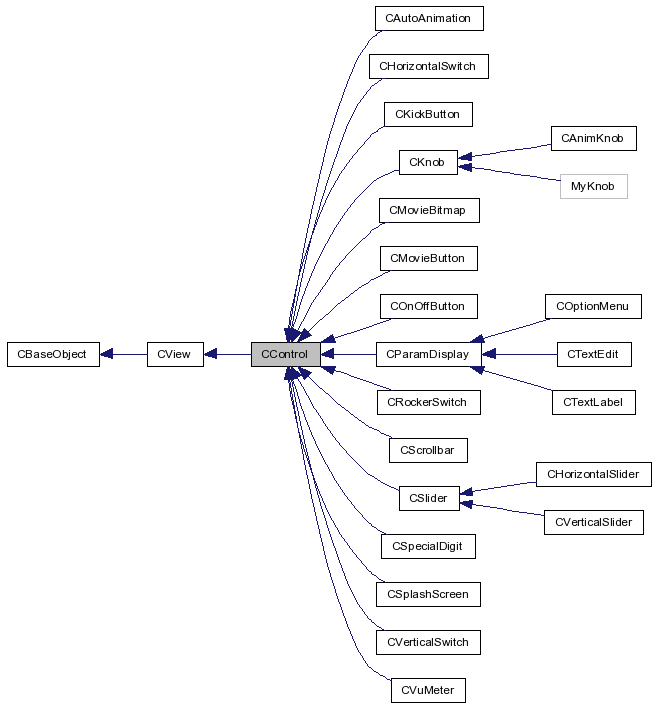 CAutoAnimation
CHorizontalSwitch
CKickButton
CAnimKnob
CKnob
MyKnob
CMovieBitmap
CMovieButton
COnOffButton
COptionMenu
CBaseObject
CView
CControl
CParamDisplay
CTextEdit
CRockerSwitch
CTextLabel
CScrollbar
CHorizontalSlider
CSlider
CVerticalSlider
CSpecialDigit
CSplashScreen
CVerticalSwitch
CVuMeter